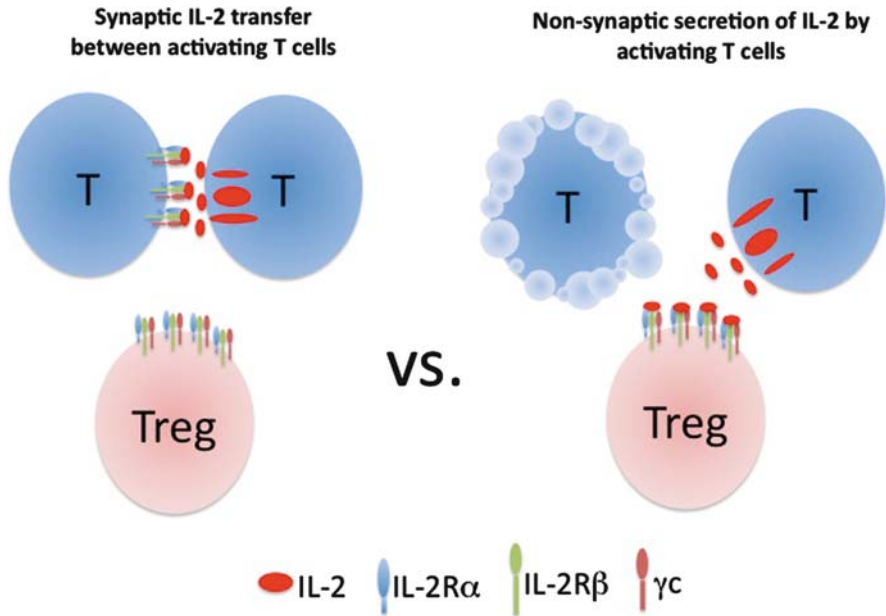 Synaptic IL-2 transfer
between activating T cells
Non-synaptic secretion of IL-2 by
activating T cells
T
T
T
T
Treg
vs.
Treg
IL-2
IL-2Rα
IL-2Rβ
γc